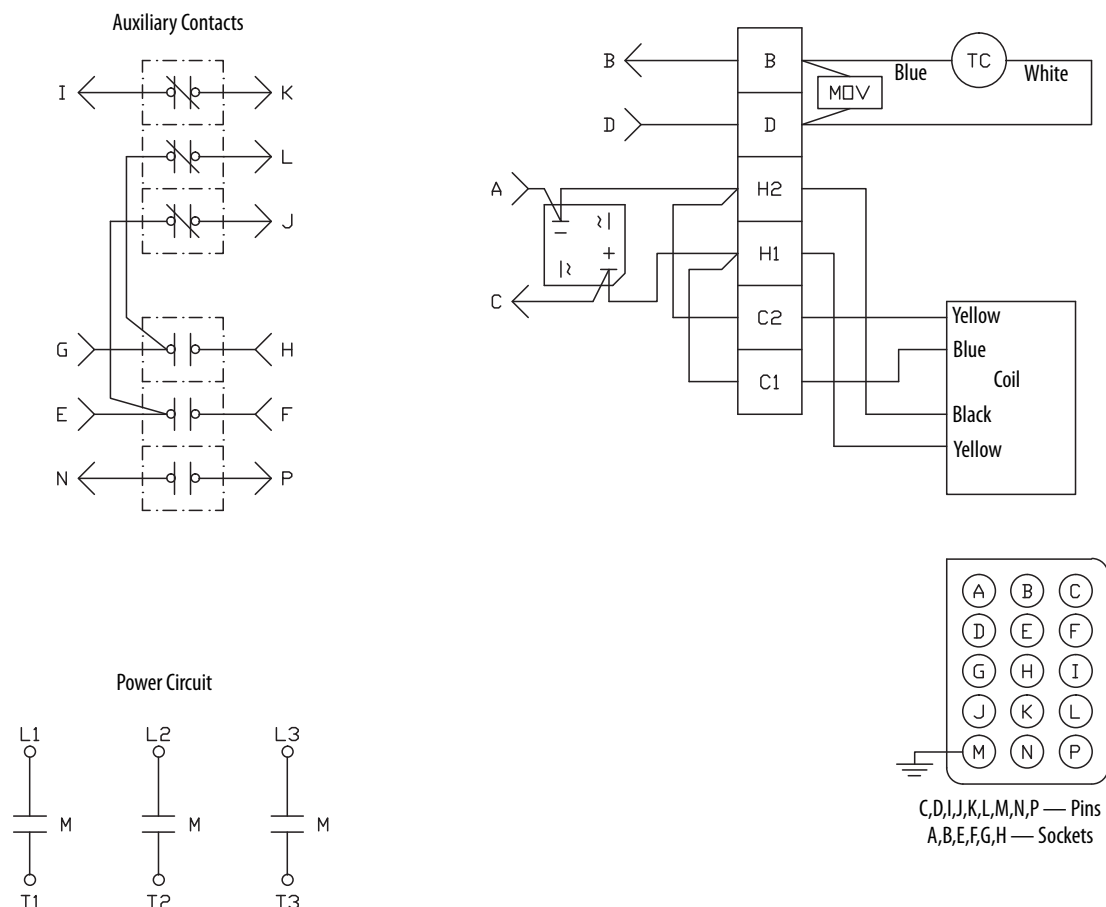 Auxiliary Contacts
I K
L
J
G H
E F
N P
B B Blue TC White
MOV
D D
A H2
- ~
+
~
H1
C
C2 Yellow
Blue
Coil
C1
Black
Yellow
A B C
D E F
G H I
J K L
M N P
C,D,I,J,K,L,M,N,P — Pins
A,B,E,F,G,H — Sockets
Power Circuit
L1 L2 L3
M M M
T1 T2 T3